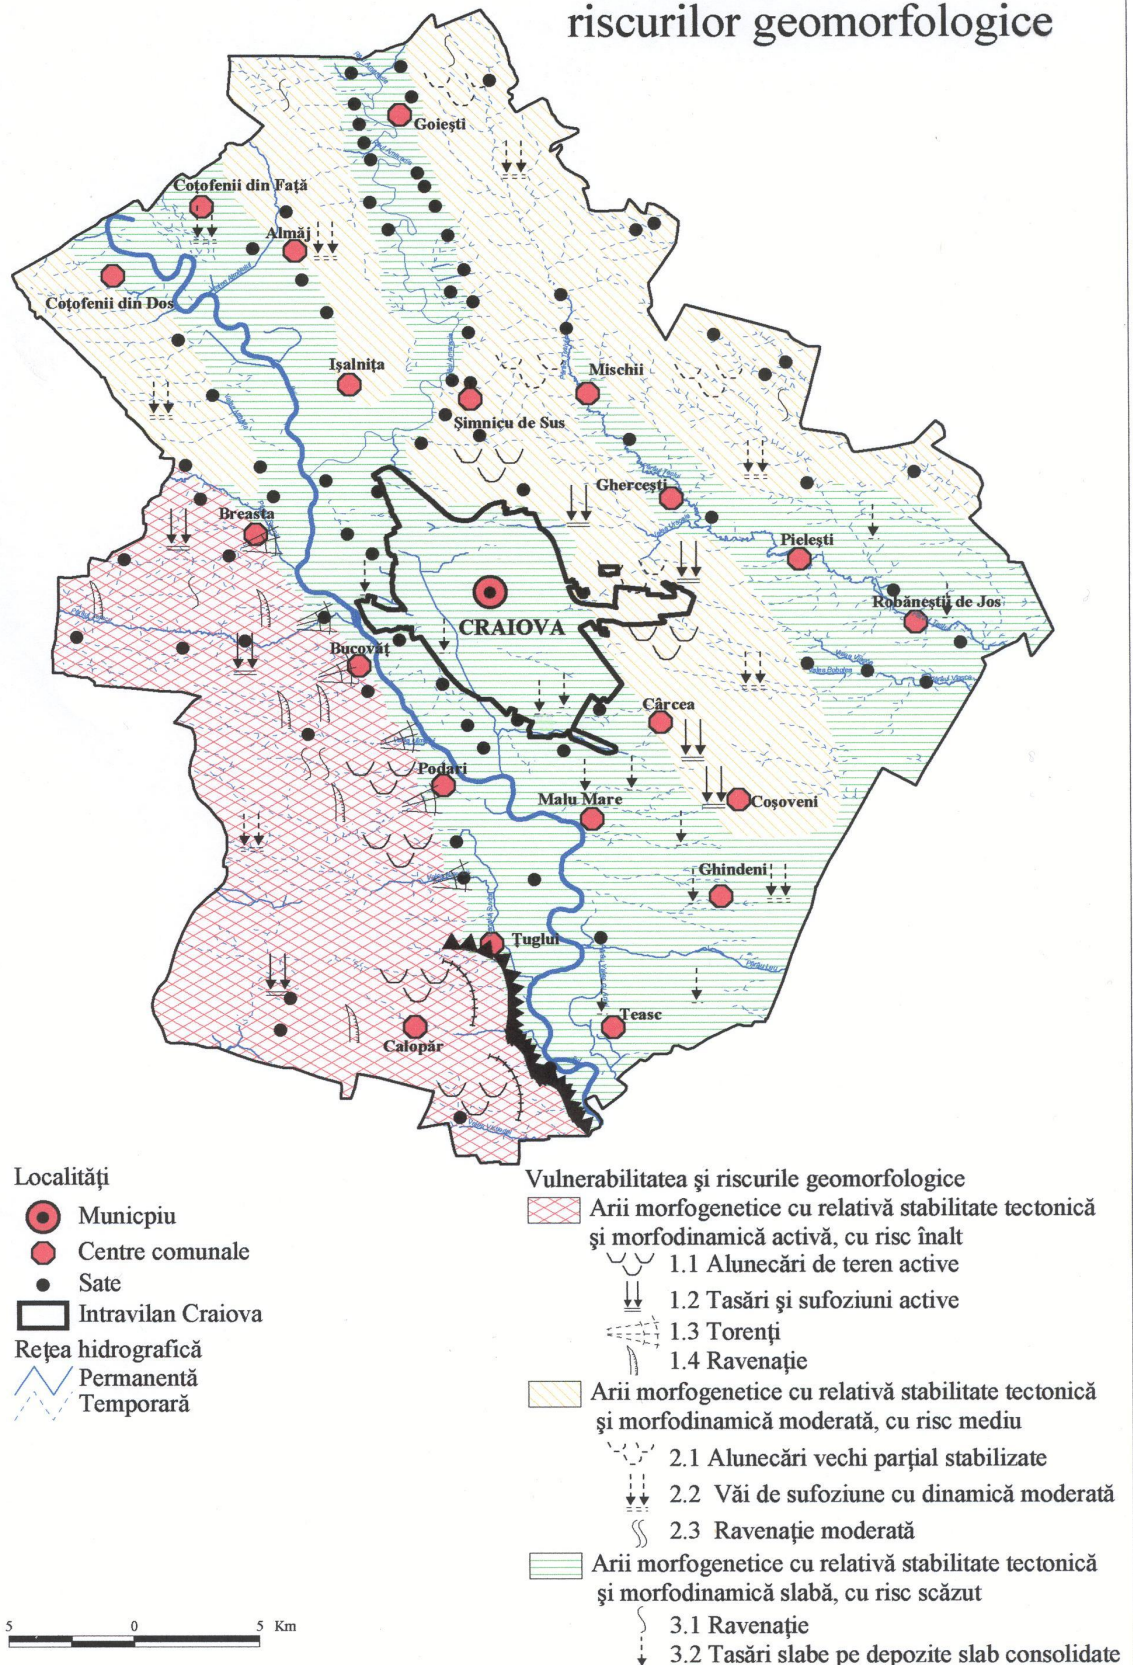 riscurilor geomorfologice
Goiești
Coțofenii din Față
Almăj
Coțofenii din Dos
Ișalnița
Mischii
Șimnicu de Sus
Ghercești
Breasta
Pielești
Robăneștii de Jos
CRAIOVA
Bucovăț
Cârcea
Podari
Malu Mare
Coșoveni
Ghindeni
Țuglui
Teasc
Calopăr
Localități
Municpiu
Centre comunale
Sate
Intravilan Craiova
Rețea hidrografică
Permanentă
Temporară
5 0 5 Km
Vulnerabilitatea și riscurile geomorfologice
Arii morfogenetice cu relativă stabilitate tectonică
și morfodinamică activă, cu risc înalt
1.1 Alunecări de teren active
1.2 Tasări și sufoziuni active
1.3 Torenți
1.4 Ravenație
Arii morfogenetice cu relativă stabilitate tectonică
și morfodinamică moderată, cu risc mediu
2.1 Alunecări vechi parțial stabilizate
2.2 Văi de sufoziune cu dinamică moderată
2.3 Ravenație moderată
Arii morfogenetice cu relativă stabilitate tectonică
și morfodinamică slabă, cu risc scăzut
3.1 Ravenație
3.2 Tasări slabe pe depozite slab consolidate